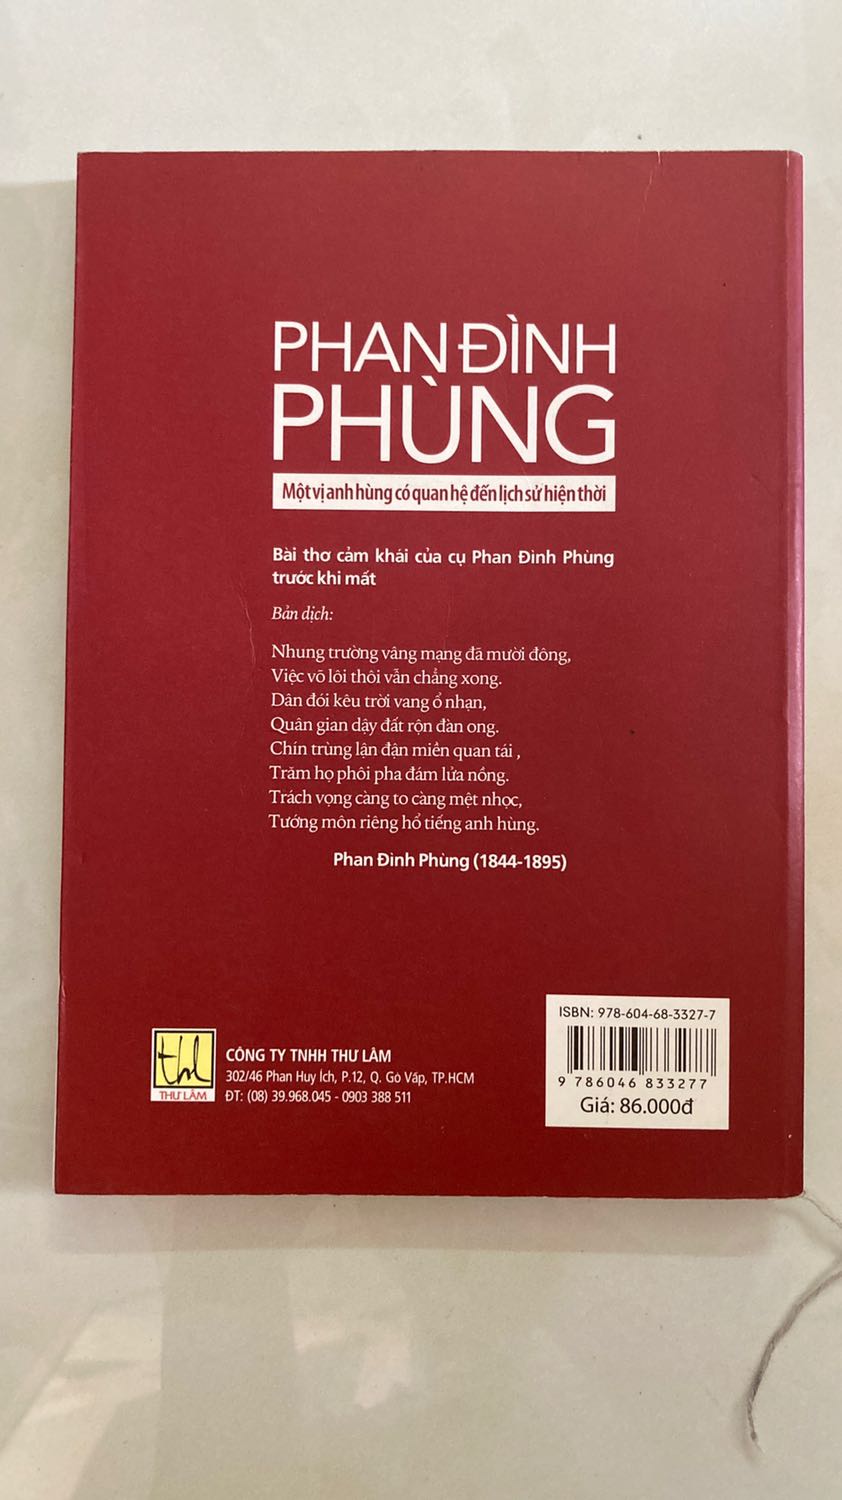 PHAN ĐÌNH
PHÙNG
Một vị anh hùng có quan hệ đến lịch sử hiện thời
Bài thơ cảm khái của cụ Phan Đình Phùng
trước khi mất
Bản dịch:
Nhung trường vâng mạng đã mười đông,
Việc võ lôi thôi vẫn chẳng xong.
Dân đói kêu trời vang ổ nhạn,
Quân gian dậy đất rộn đàn ong.
Chín trùng lận đận miền quan tái ,
Trăm họ phôi pha đám lửa nồng.
Trách vọng càng to càng mệt nhọc,
Tướng môn riêng hổ tiếng anh hùng.
Phan Đình Phùng (1844-1895)
thl
THƯ LÂM
CÔNG TY TNHH THƯ LÂM
302/46 Phan Huy Ích, P.12, Q. Gò Vấp, TP.HCM
ĐT: (08) 39.968.045 - 0903 388 511
ISBN: 978-604-68-3327-7
9 786046 833277
Giá: 86.000đ